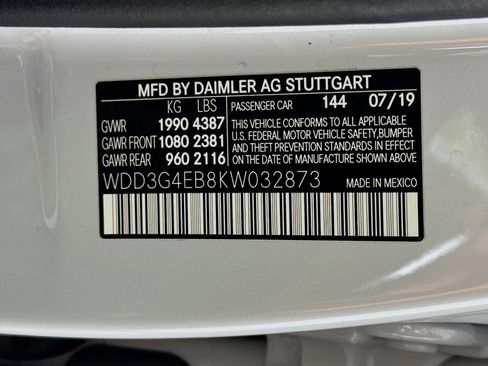 MFD BY DAIMLER AG STUTTGART
KG LBS PASSENGER CAR 144 07/19
GVWR 1990 4387 THIS VEHICLE CONFORMS TO ALL APPLICABLE
GAWR FRONT 1080 2381 U.S. FEDERAL MOTOR VEHICLE SAFETY, BUMPER
GAWR REAR 960 2116 AND THEFT PREVENTION STANDARDS IN EFFECT
ON THE DATE OF MANUFACTURE SHOWN ABOVE.
WDD3G4EB8KW032873 MADE IN MEXICO